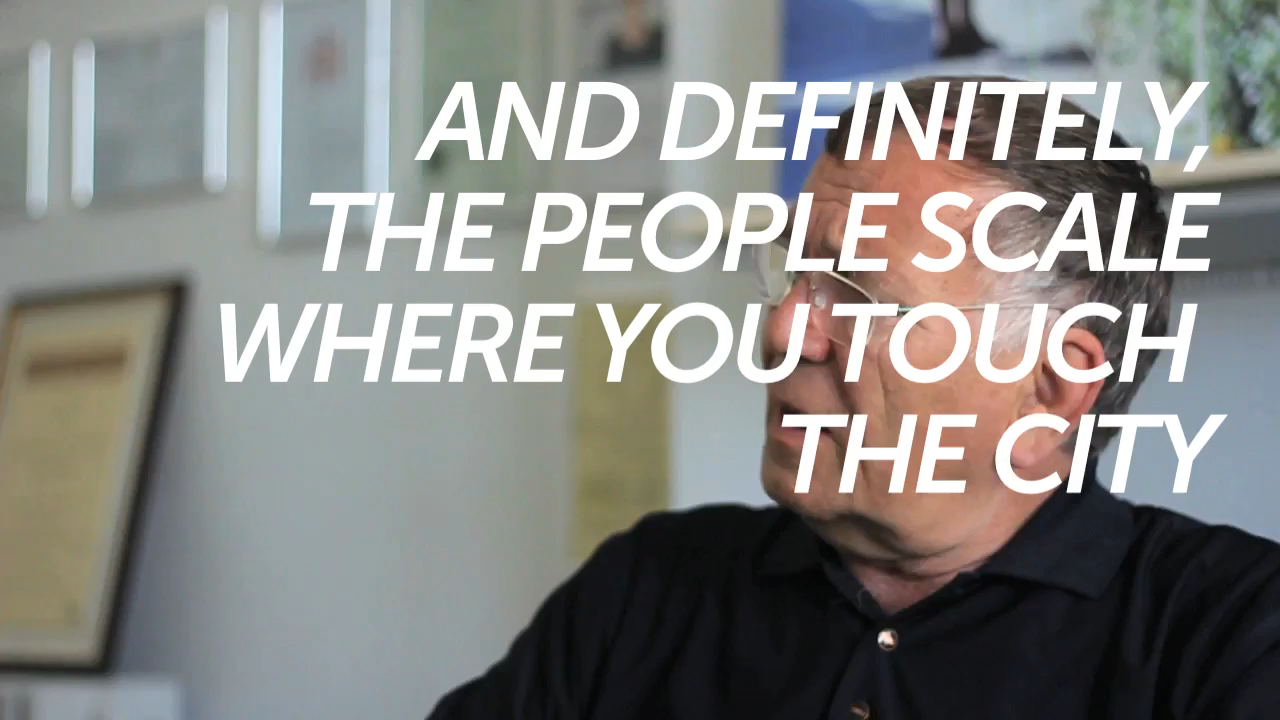 AND DEFINITELY,
THE PEOPLE SCALE
WHERE YOU TOUCH
THE CITY